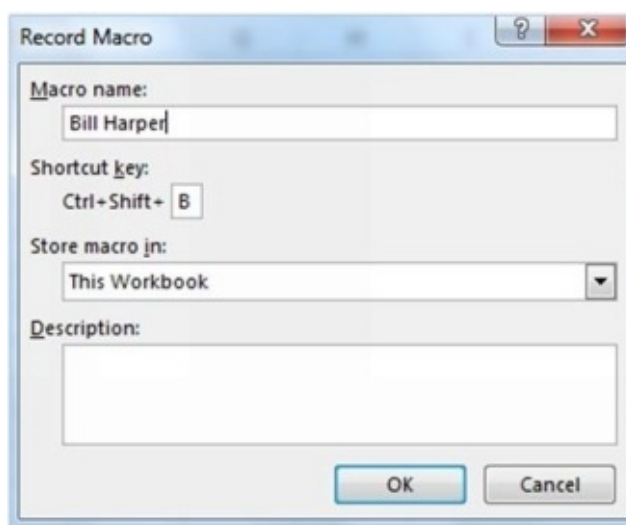 Record Macro
Macro name:
Bill Harper
Shortcut key:
Ctrl+Shift+ B
Store macro in:
This Workbook
Description:
OK Cancel